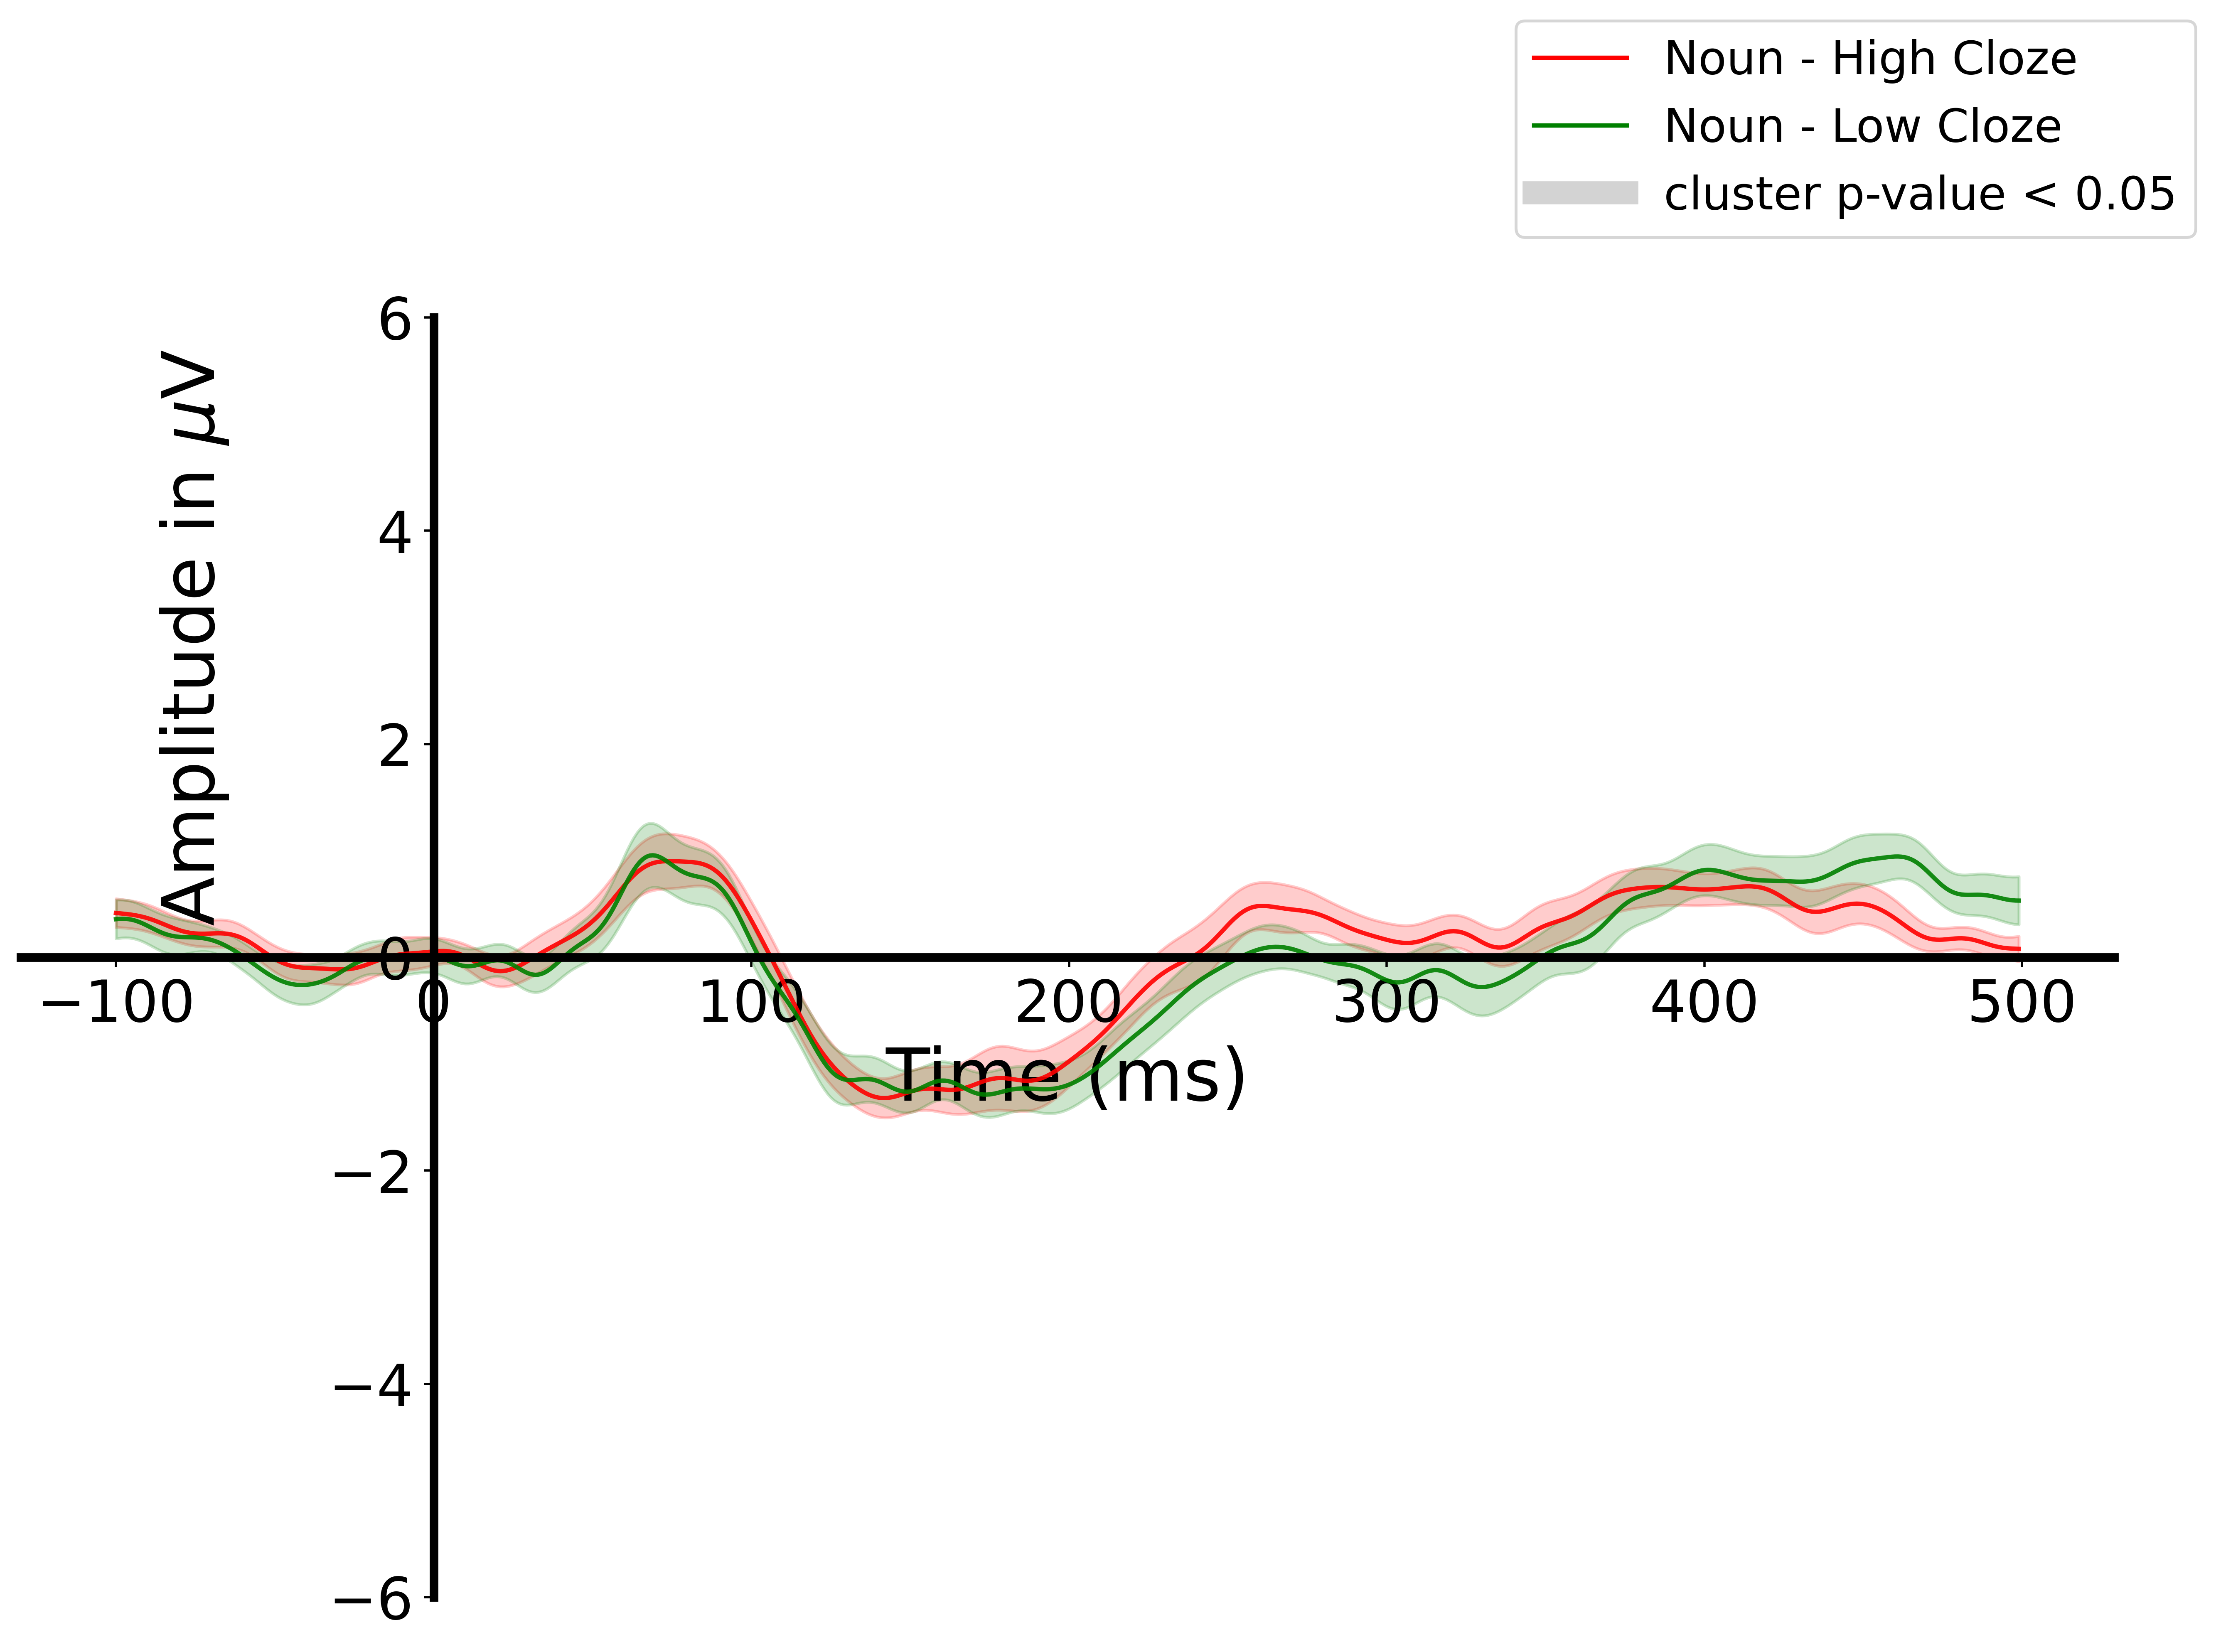 Noun - High Cloze
Noun - Low Cloze
cluster p-value < 0.05
Amplitude in μV
6
4
2
0
−2
−4
−6
−100 0 100 200 300 400 500
Time (ms)